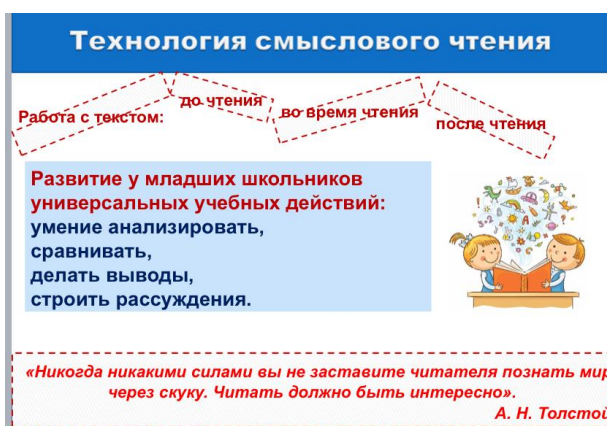 Технология смыслового чтения
Работа с текстом:
до чтения
во время чтения
после чтения
Развитие у младших школьников
универсальных учебных действий:
умение анализировать,
сравнивать,
делать выводы,
строить рассуждения.
«Никогда никакими силами вы не заставите читателя познать мир
через скуку. Читать должно быть интересно».
А. Н. Толстой